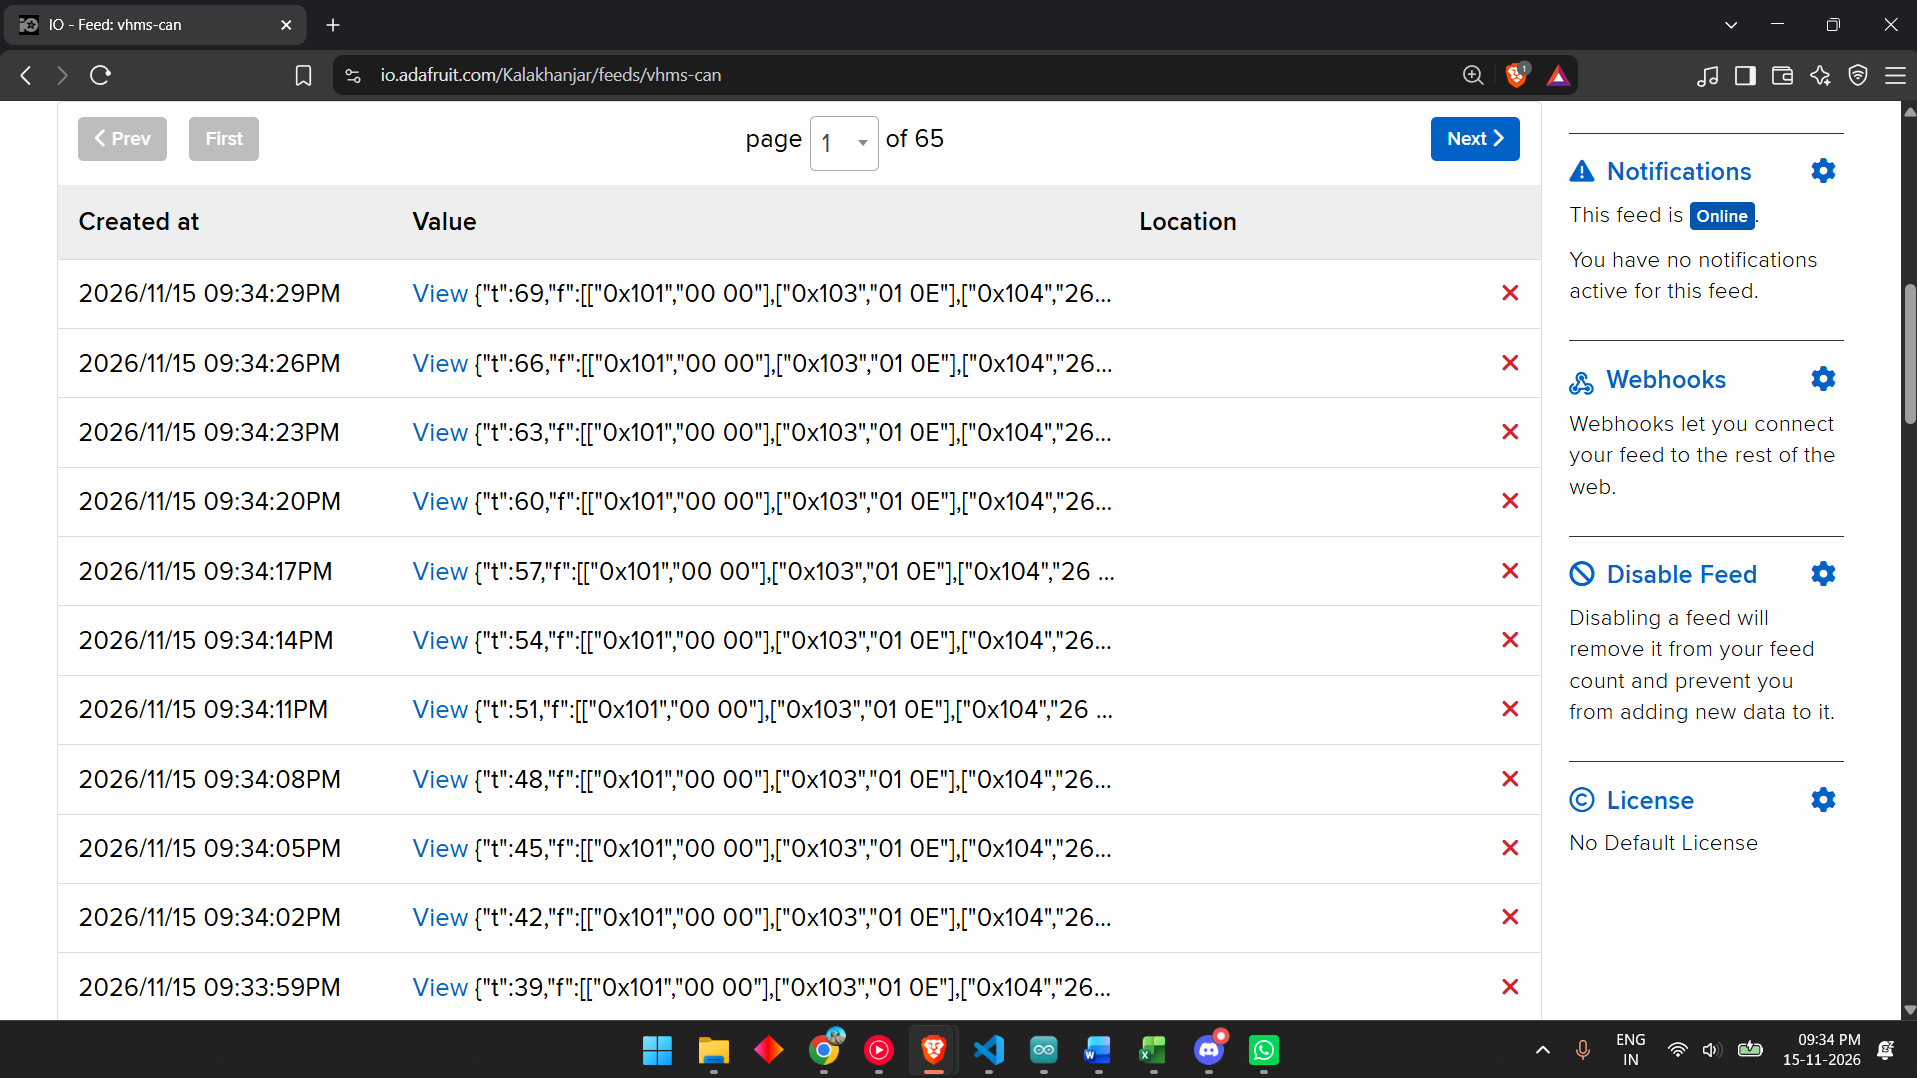 IO - Feed: vhms-can
io.adafruit.com/Kalakhanjar/feeds/vhms-can
1
Prev
First
page 1 of 65
Next
Created at Value Location
2026/11/15 09:34:29PM View {"t":69,"f":[["0x101","00 00"],["0x103","01 0E"],["0x104","26...
2026/11/15 09:34:26PM View {"t":66,"f":[["0x101","00 00"],["0x103","01 0E"],["0x104","26...
2026/11/15 09:34:23PM View {"t":63,"f":[["0x101","00 00"],["0x103","01 0E"],["0x104","26...
2026/11/15 09:34:20PM View {"t":60,"f":[["0x101","00 00"],["0x103","01 0E"],["0x104","26...
2026/11/15 09:34:17PM View {"t":57,"f":[["0x101","00 00"],["0x103","01 0E"],["0x104","26 ...
2026/11/15 09:34:14PM View {"t":54,"f":[["0x101","00 00"],["0x103","01 0E"],["0x104","26...
2026/11/15 09:34:11PM View {"t":51,"f":[["0x101","00 00"],["0x103","01 0E"],["0x104","26 ...
2026/11/15 09:34:08PM View {"t":48,"f":[["0x101","00 00"],["0x103","01 0E"],["0x104","26...
2026/11/15 09:34:05PM View {"t":45,"f":[["0x101","00 00"],["0x103","01 0E"],["0x104","26...
2026/11/15 09:34:02PM View {"t":42,"f":[["0x101","00 00"],["0x103","01 0E"],["0x104","26...
2026/11/15 09:33:59PM View {"t":39,"f":[["0x101","00 00"],["0x103","01 0E"],["0x104","26...
Notifications
This feed is Online.
You have no notifications
active for this feed.
Webhooks
Webhooks let you connect
your feed to the rest of the
web.
Disable Feed
Disabling a feed will
remove it from your feed
count and prevent you
from adding new data to it.
License
No Default License
ENG
IN
09:34 PM
15-11-2026